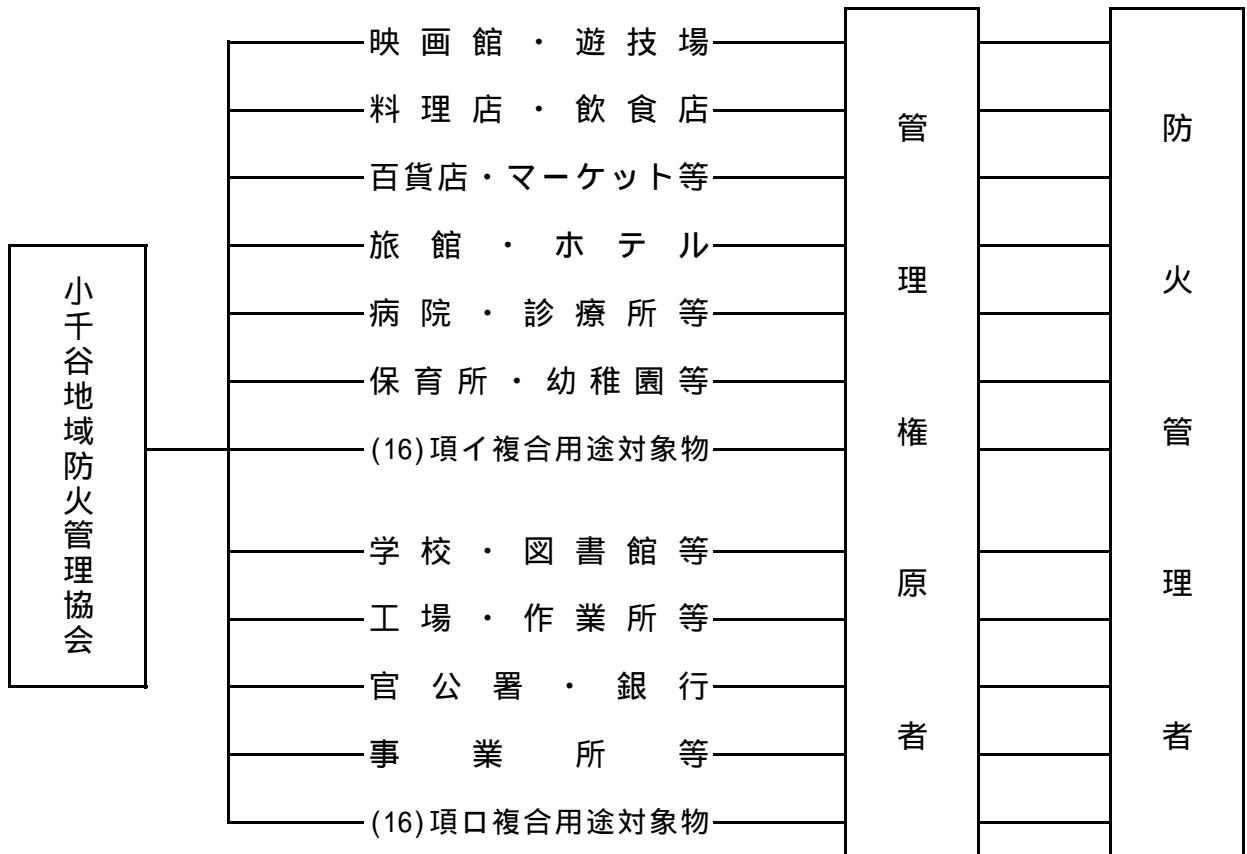 小千谷地域防火管理協会
映画館・遊技場
料理店・飲食店
百貨店・マーケット等
旅館・ホテル
病院・診療所等
保育所・幼稚園等
(16)項イ複合用途対象物
学校・図書館等
工場・作業所等
官公署・銀行
事業所等
(16)項ロ複合用途対象物
管理権原者
防火管理者